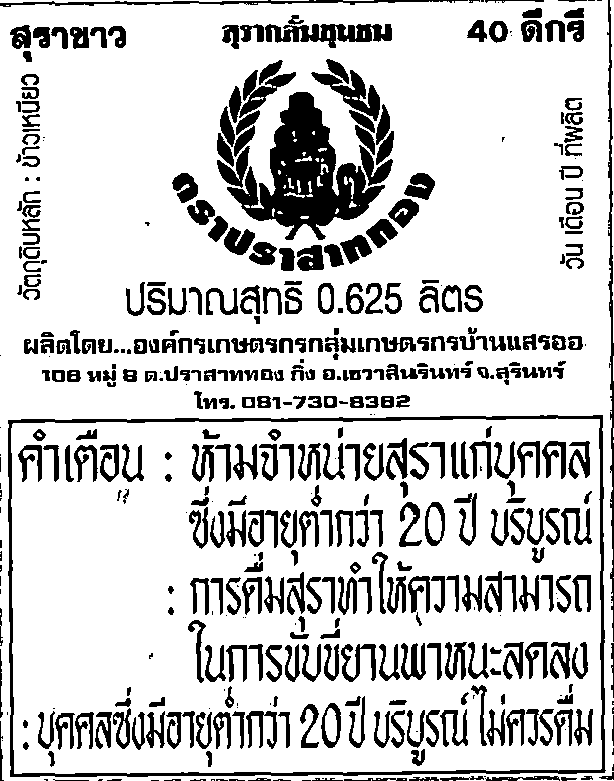 สุราขาว สุรากลั่นชุมชน 40 ดีกรี
วัตถุดิบหลัก : ข้าวเหนียว
วัน เดือน ปี ที่ผลิต
ตราปราสาททอง
ปริมาณสุทธิ 0.625 ลิตร
ผลิตโดย...องค์กรเกษตรกรกลุ่มเกษตรกรบ้านแสรออ
108 หมู่ 8 ต.ปราสาททอง กิ่ง อ.เขวาสินรินทร์ จ.สุรินทร์
โทร. 081-730-8382
คำเตือน : ห้ามจำหน่ายสุราแก่บุคคล
ซึ่งมีอายุต่ำกว่า 20 ปี บริบูรณ์
: การดื่มสุราทำให้ความสามารถ
ในการขับขี่ยานพาหนะลดลง
: บุคคลซึ่งมีอายุต่ำกว่า 20 ปี บริบูรณ์ ไม่ควรดื่ม